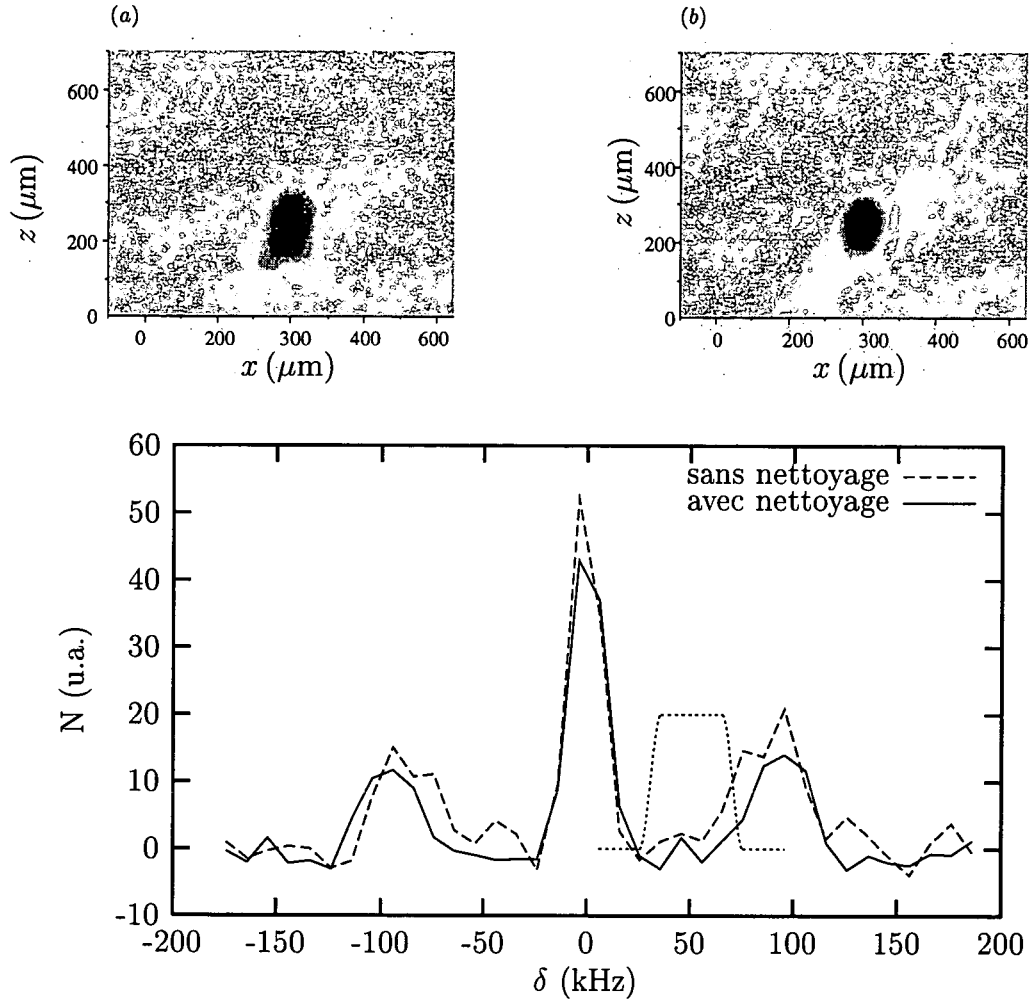 (a) (b)
600 600
400 400
200 200
0 0
z (μm) z (μm)
0 200 300 400 600 0 200 300 400 600
x (μm) x (μm)
60
50
40
30
20
10
0
-10
N (u.a.)
sans nettoyage
avec nettoyage
-200 -150 -100 -50 0 50 100 150 200
δ (kHz)